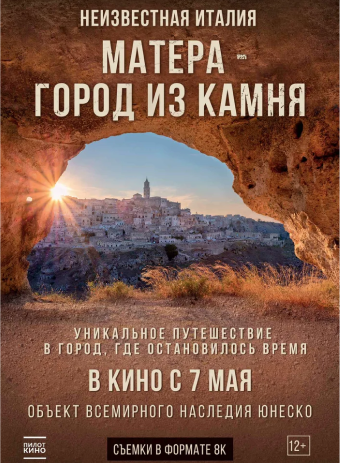 НЕИЗВЕСТНАЯ ИТАЛИЯ
МАТЕРА -
ГОРОД ИЗ КАМНЯ
УНИКАЛЬНОЕ ПУТЕШЕСТВИЕ
В ГОРОД, ГДЕ ОСТАНОВИЛОСЬ ВРЕМЯ
В КИНО С 7 МАЯ
ОБЪЕКТ ВСЕМИРНОГО НАСЛЕДИЯ ЮНЕСКО
ПИЛОТ
КИНО
СЪЕМКИ В ФОРМАТЕ 8К
12+